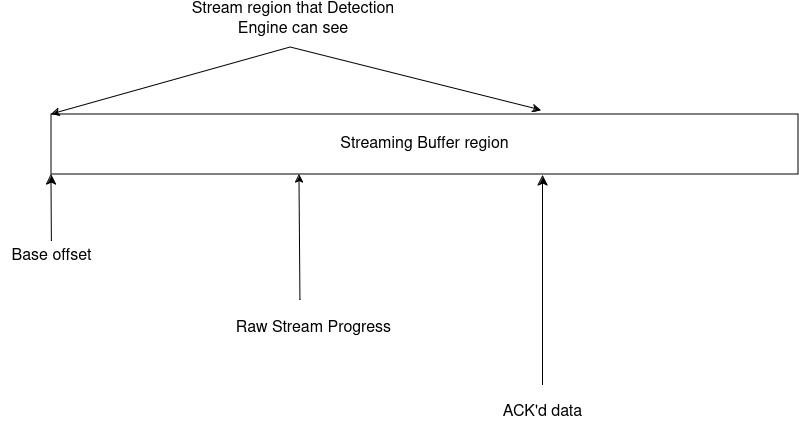 Stream region that Detection
Engine can see
Streaming Buffer region
Base offset
Raw Stream Progress
ACK'd data